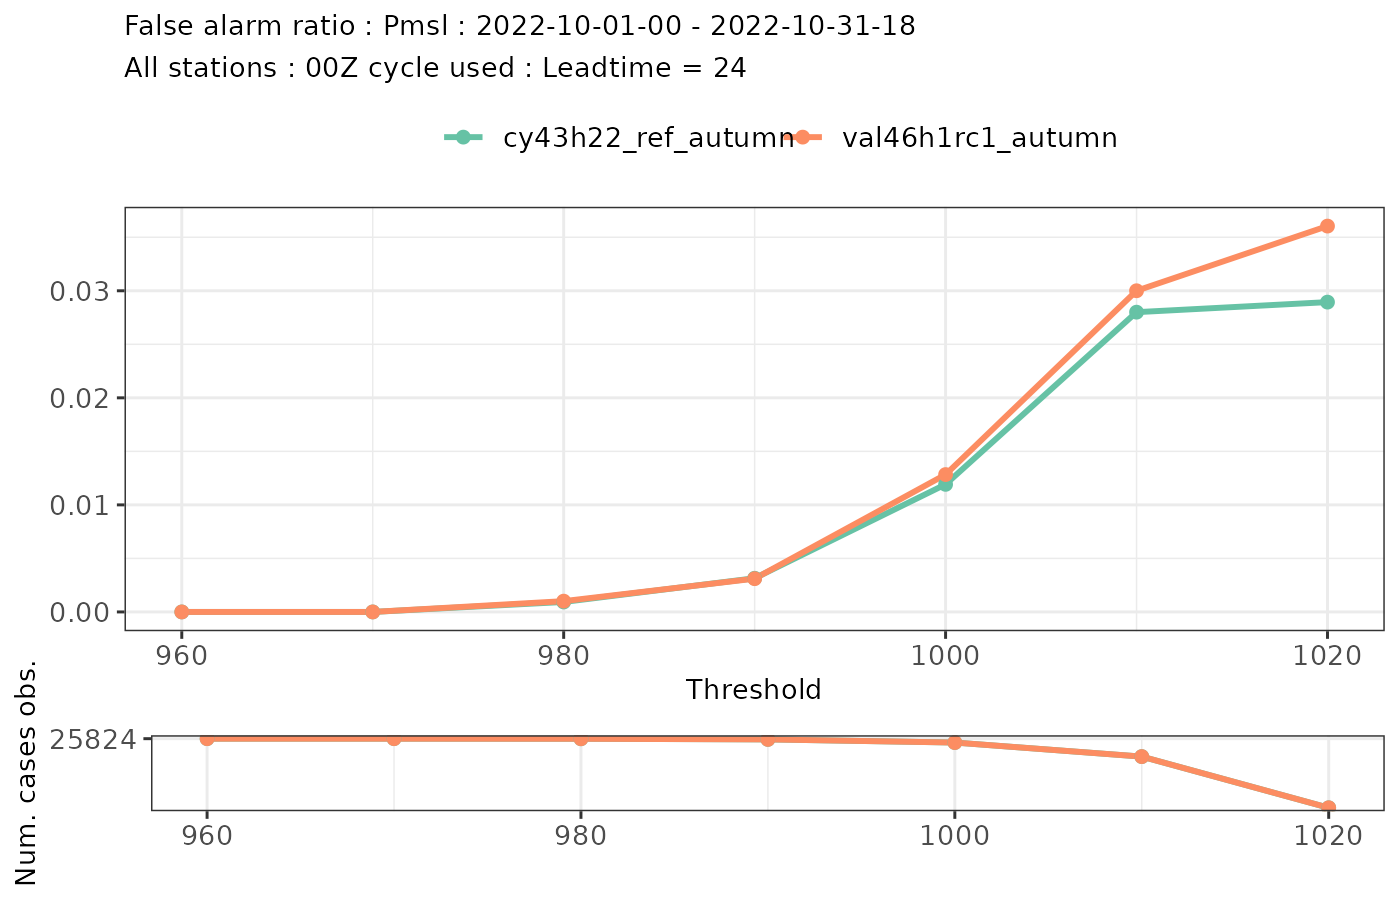 False alarm ratio : Pmsl : 2022-10-01-00 - 2022-10-31-18
All stations : 00Z cycle used : Leadtime = 24
cy43h22_ref_autumn val46h1rc1_autumn
0.03
0.02
0.01
0.00
960 980 1000 1020
Threshold
Num. cases obs.
25824
960 980 1000 1020